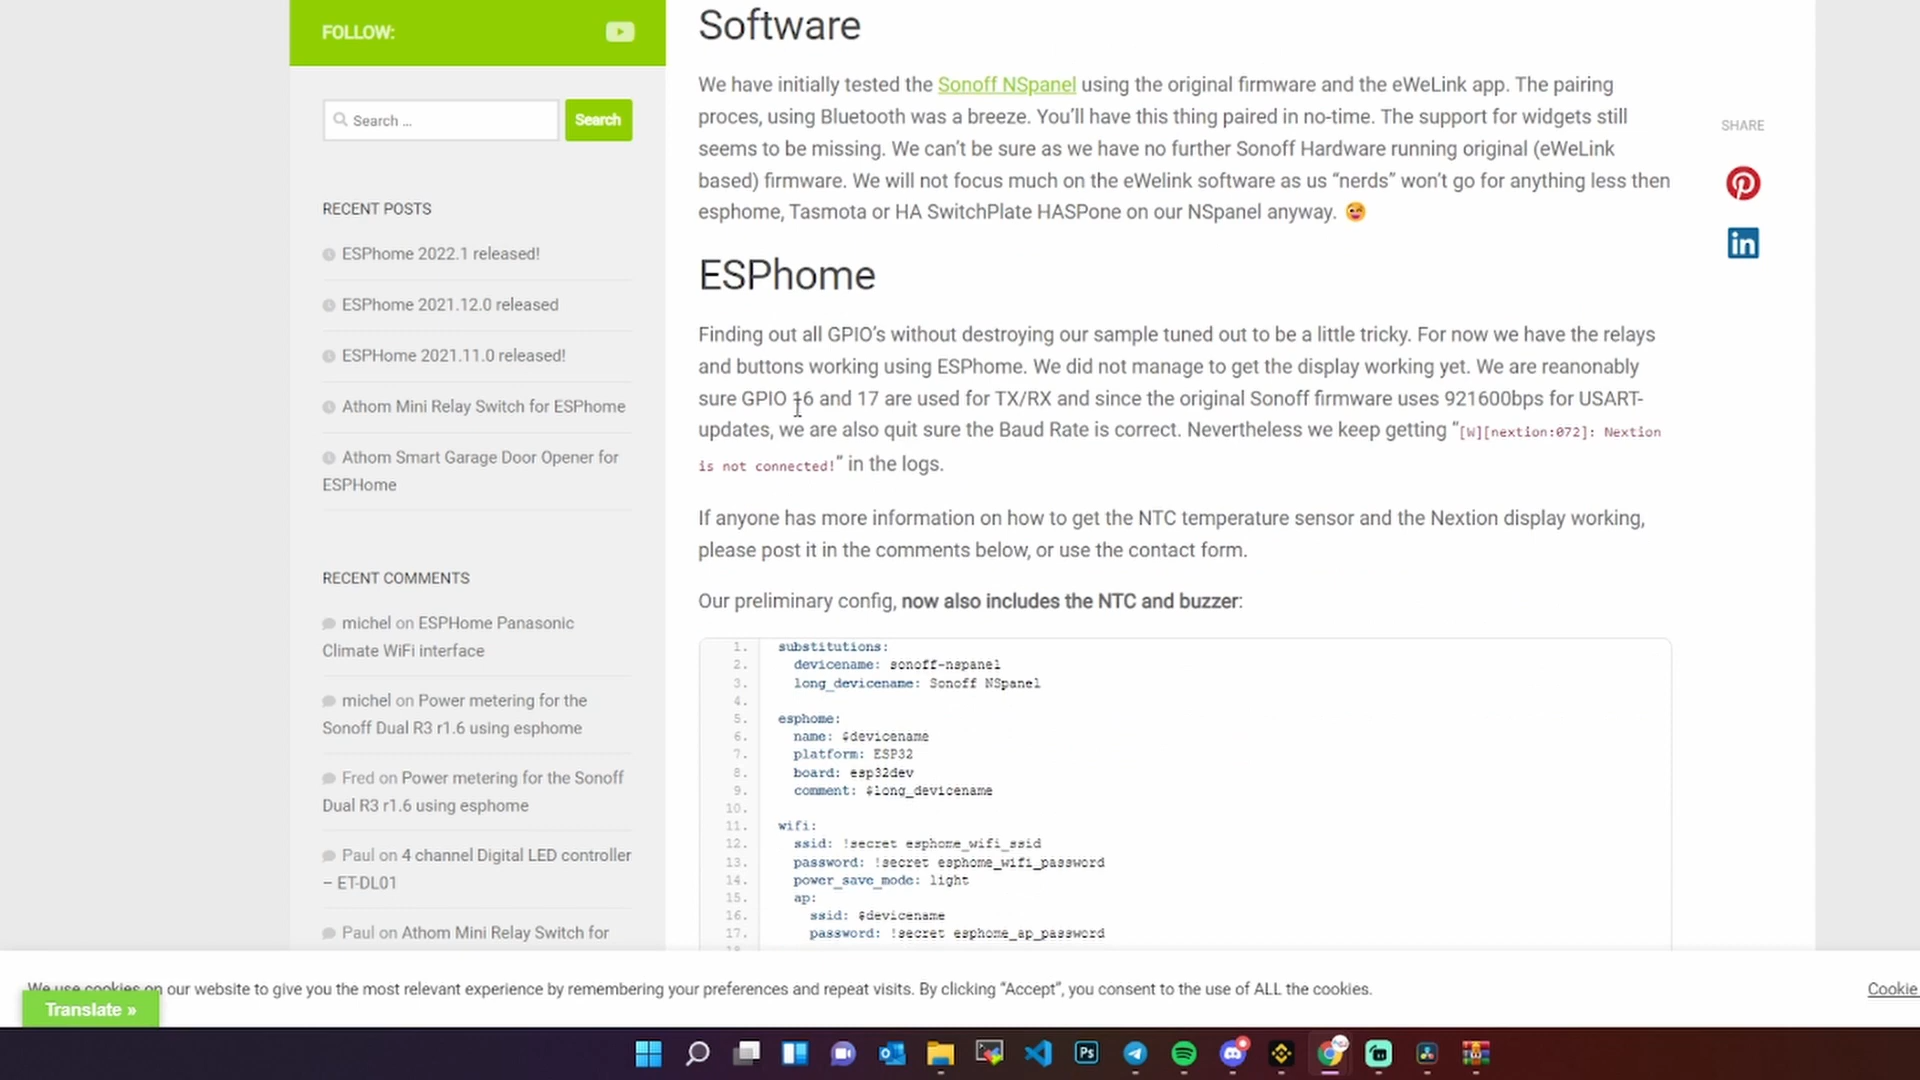 FOLLOW:
Search ...
Search
RECENT POSTS
ESPhome 2022.1 released!
ESPhome 2021.12.0 released
ESPHome 2021.11.0 released!
Athom Mini Relay Switch for ESPhome
Athom Smart Garage Door Opener for
ESPHome
RECENT COMMENTS
michel on ESPHome Panasonic
Climate WiFi interface
michel on Power metering for the
Sonoff Dual R3 r1.6 using esphome
Fred on Power metering for the Sonoff
Dual R3 r1.6 using esphome
Paul on 4 channel Digital LED controller
– ET-DL01
Paul on Athom Mini Relay Switch for
Software
We have initially tested the Sonoff NSpanel using the original firmware and the eWeLink app. The pairing
proces, using Bluetooth was a breeze. You’ll have this thing paired in no-time. The support for widgets still
seems to be missing. We can’t be sure as we have no further Sonoff Hardware running original (eWeLink
based) firmware. We will not focus much on the eWelink software as us “nerds” won’t go for anything less then
esphome, Tasmota or HA SwitchPlate HASPone on our NSpanel anyway.
ESPhome
Finding out all GPIO’s without destroying our sample tuned out to be a little tricky. For now we have the relays
and buttons working using ESPhome. We did not manage to get the display working yet. We are reanonably
sure GPIO 16 and 17 are used for TX/RX and since the original Sonoff firmware uses 921600bps for USART-
updates, we are also quit sure the Baud Rate is correct. Nevertheless we keep getting “[W][nextion:072]: Nextion
is not connected!” in the logs.
If anyone has more information on how to get the NTC temperature sensor and the Nextion display working,
please post it in the comments below, or use the contact form.
Our preliminary config, now also includes the NTC and buzzer:
1. substitutions:
2. devicename: sonoff-nspanel
3. long_devicename: Sonoff NSpanel
4.
5. esphome:
6. name: $devicename
7. platform: ESP32
8. board: esp32dev
9. comment: $long_devicename
10.
11. wifi:
12. ssid: !secret esphome_wifi_ssid
13. password: !secret esphome_wifi_password
14. power_save_mode: light
15. ap:
16. ssid: $devicename
17. password: !secret esphome_ap_password
SHARE
in
We use cookies on our website to give you the most relevant experience by remembering your preferences and repeat visits. By clicking “Accept”, you consent to the use of ALL the cookies.
Cookie
Translate »
Ps